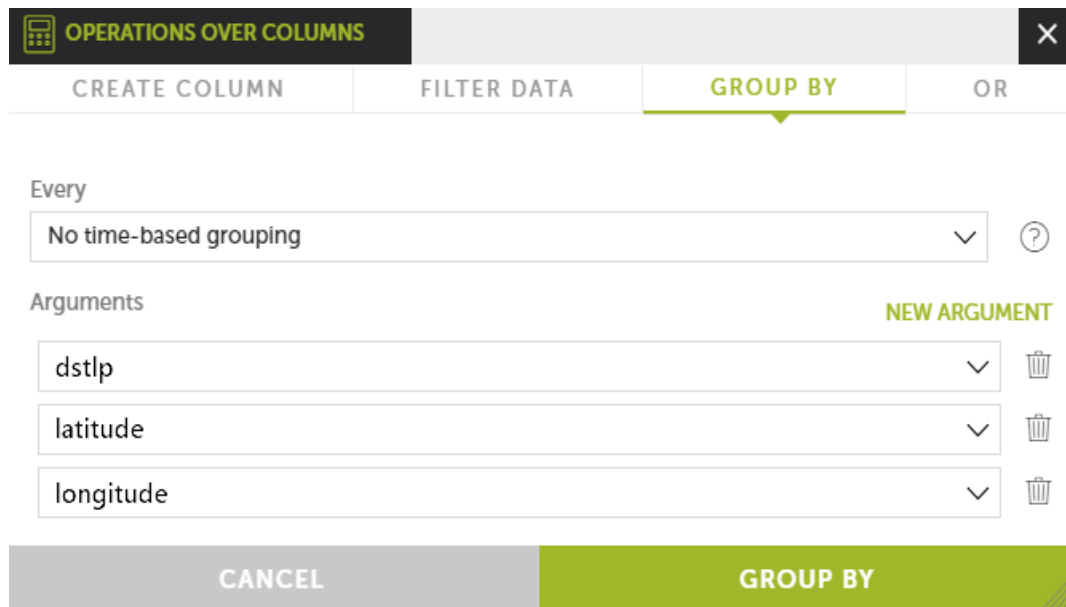 OPERATIONS OVER COLUMNS
CREATE COLUMN FILTER DATA GROUP BY OR
Every
No time-based grouping
Arguments
NEW ARGUMENT
dstlp
latitude
longitude
CANCEL GROUP BY